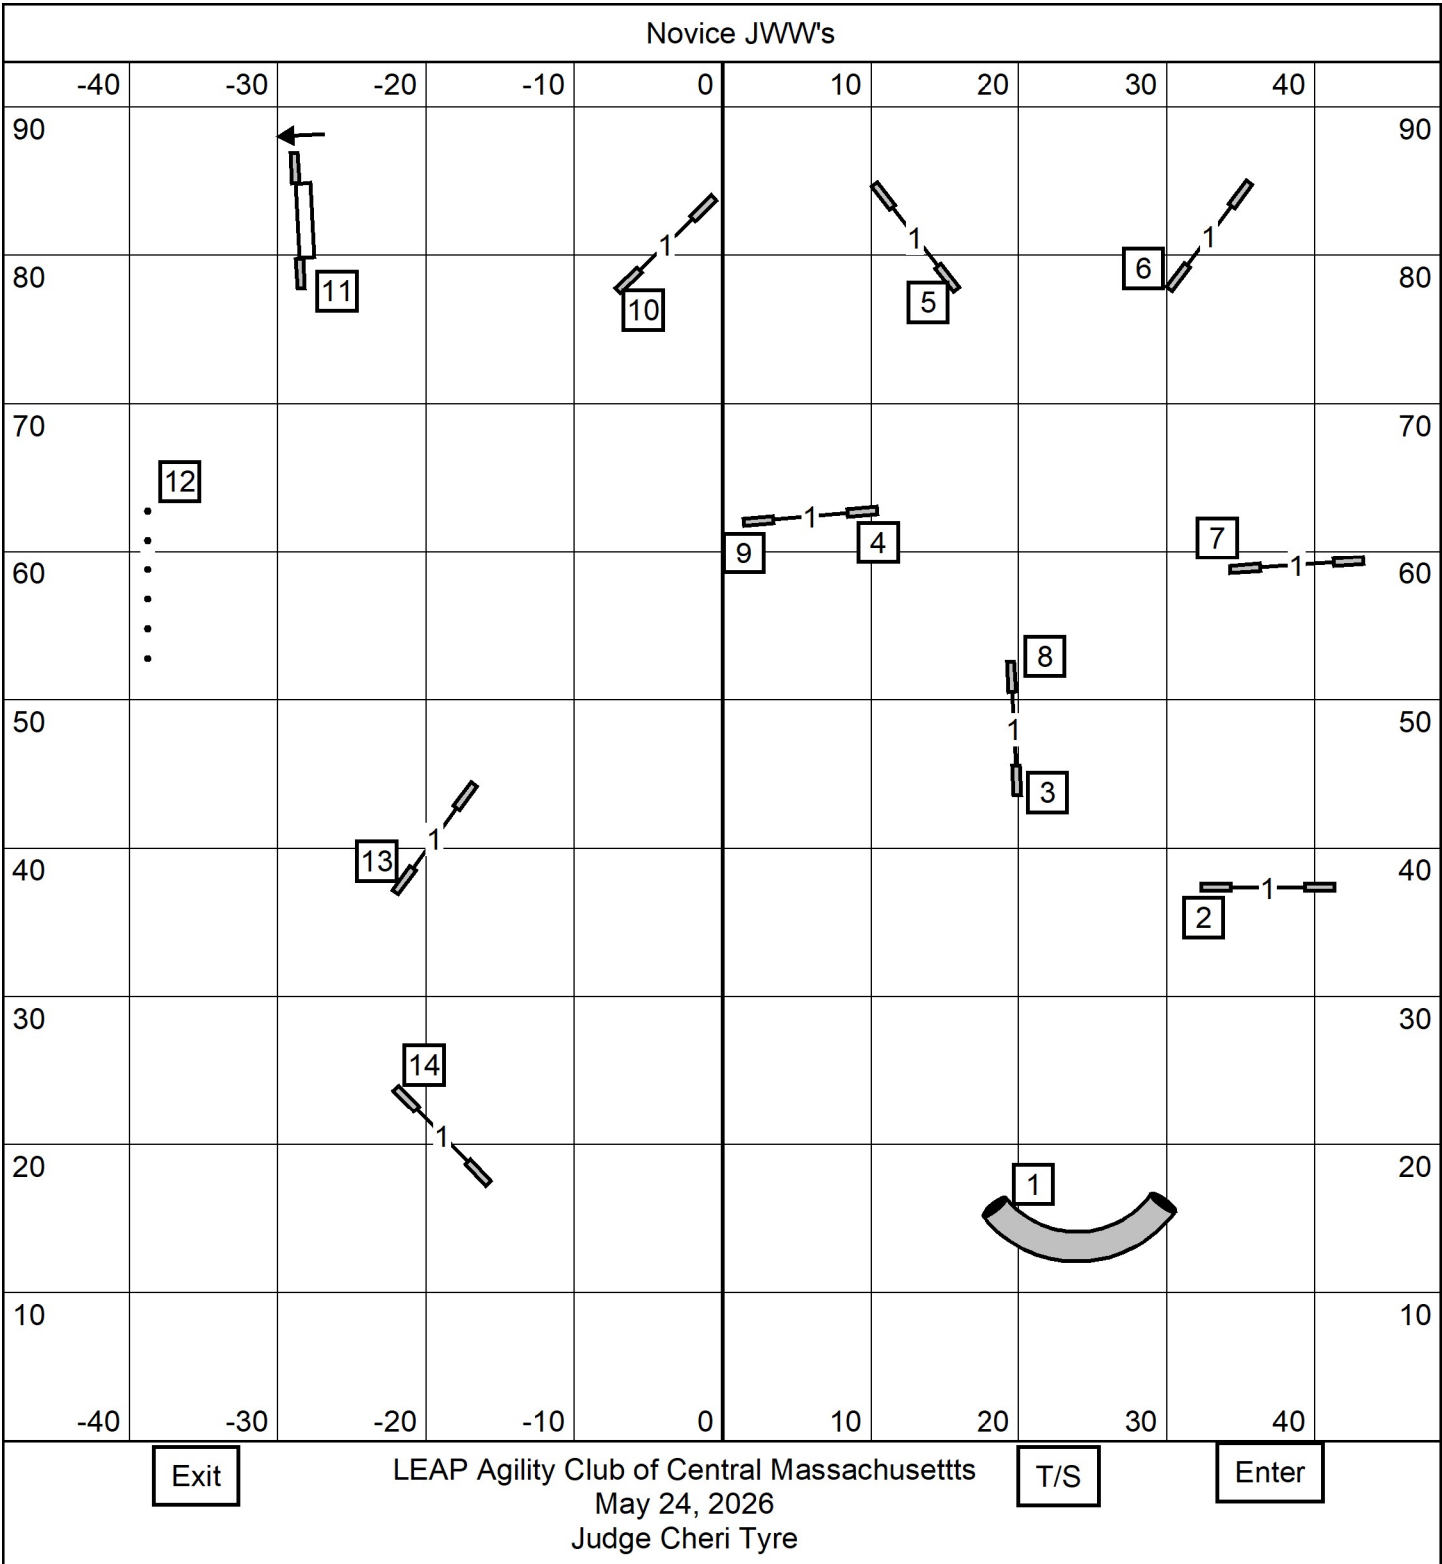 Novice JWW's
-40 -30 -20 -10 0 10 20 30 40
90 90
1 1 1 1
6
80 80
11 10 5
70 70
12
1
7
9 4
1
60 60
8
1
50 50
3
1
13
40 40
1
2
30 30
14
1
20 20
1
10 10
-40 -30 -20 -10 0 10 20 30 40
Exit
LEAP Agility Club of Central Massachusettts
T/S
Enter
May 24, 2026
Judge Cheri Tyre